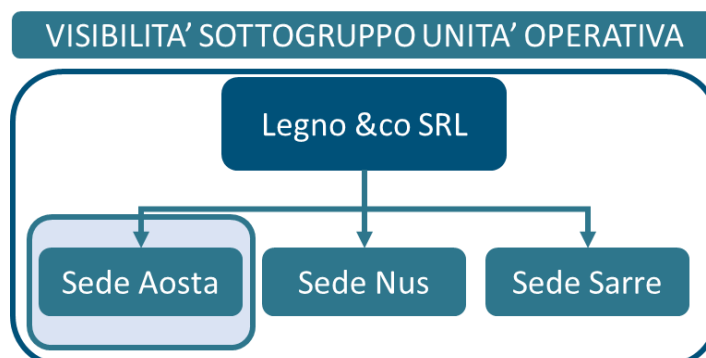 VISIBILITA' SOTTOGRUPPO UNITA' OPERATIVA
Legno &co SRL
Sede Aosta
Sede Nus
Sede Sarre